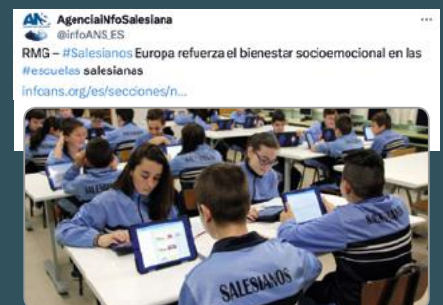 ANS AgenciaiNfoSalesiana
@infoANS_ES
RMG – #Salesianos Europa refuerza el bienestar socioemocional en las
#escuelas salesianas
infoans.org/es/secciones/n...
SALESIANOS